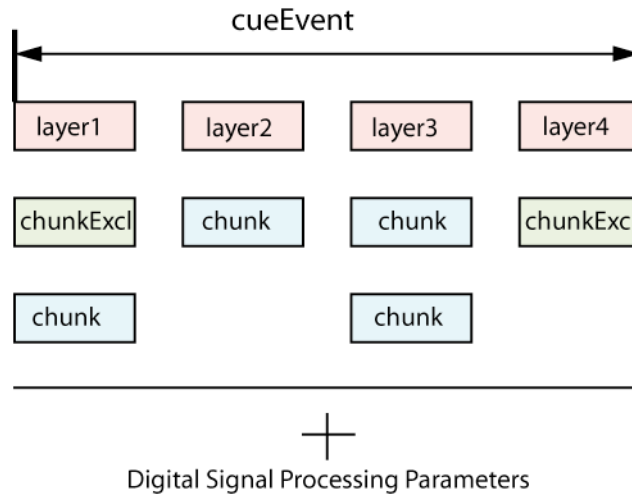 cueEvent
layer1 layer2 layer3 layer4
chunkExcl chunk chunk chunkExc
chunk chunk
Digital Signal Processing Parameters